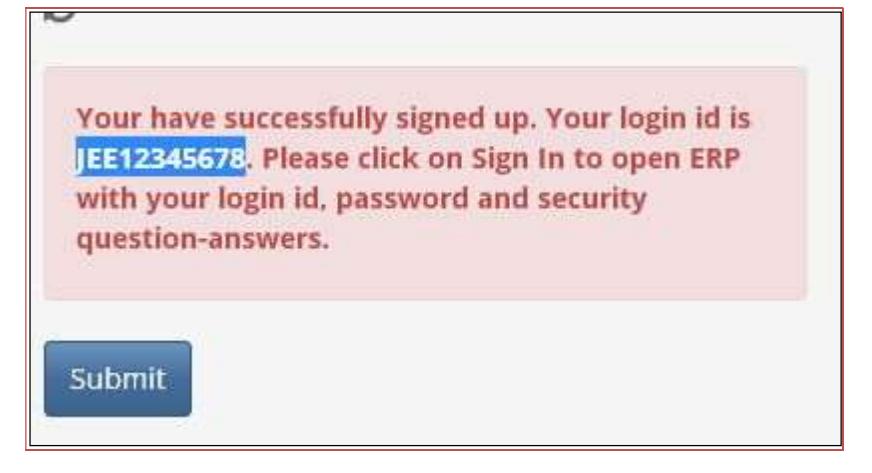 Your have successfully signed up. Your login id is
JEE12345678. Please click on Sign In to open ERP
with your login id, password and security
question-answers.
Submit